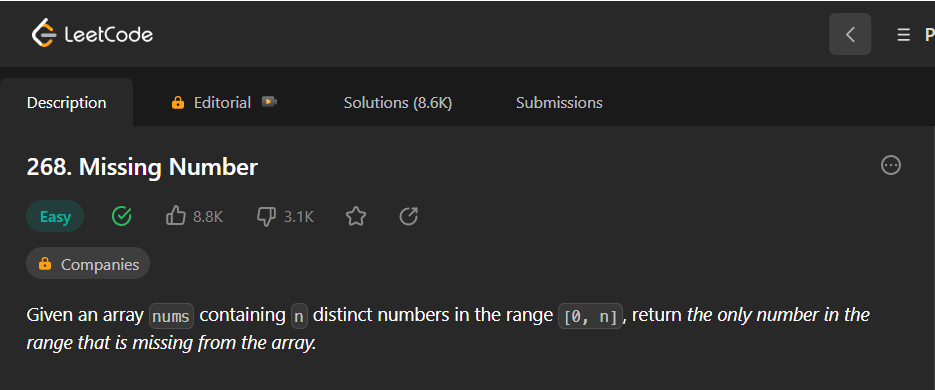 LeetCode
P
Description Editorial Solutions (8.6K) Submissions
268. Missing Number
Easy 8.8K 3.1K
Companies
Given an array nums containing n distinct numbers in the range [0, n], return the only number in the
range that is missing from the array.